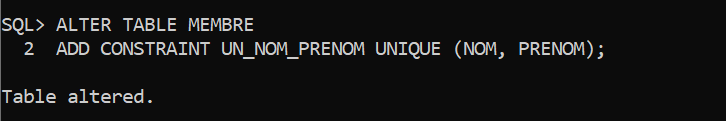 SQL> ALTER TABLE MEMBRE
  2  ADD CONSTRAINT UN_NOM_PRENOM UNIQUE (NOM, PRENOM);
Table altered.